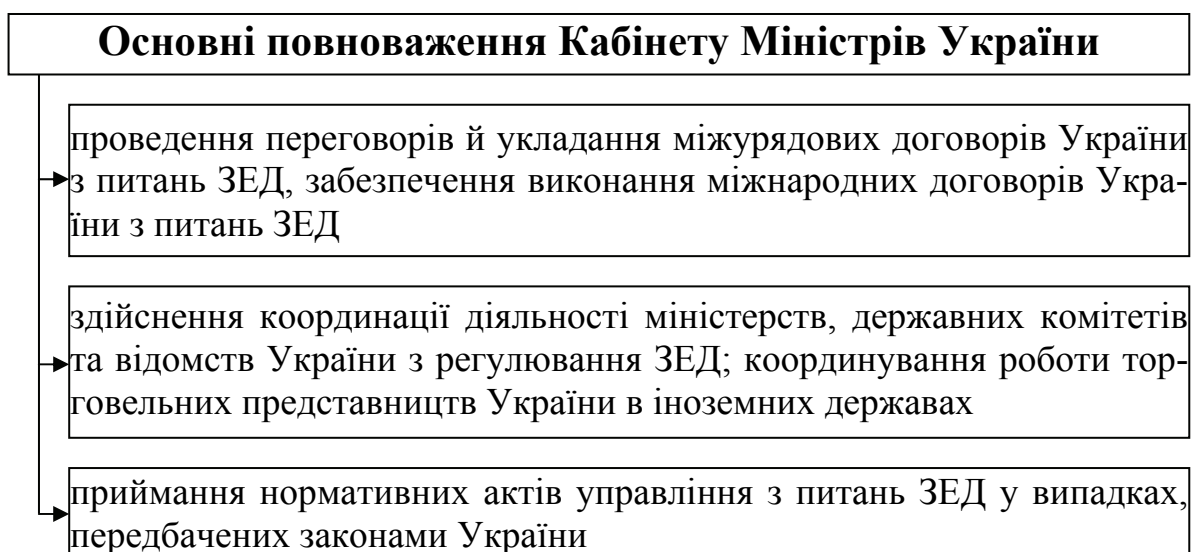 Основні повноваження Кабінету Міністрів України
проведення переговорів й укладання міжурядових договорів України
з питань ЗЕД, забезпечення виконання міжнародних договорів Укра-
їни з питань ЗЕД
здійснення координації діяльності міністерств, державних комітетів
та відомств України з регулювання ЗЕД; координування роботи тор-
говельних представництв України в іноземних державах
приймання нормативних актів управління з питань ЗЕД у випадках,
передбачених законами України